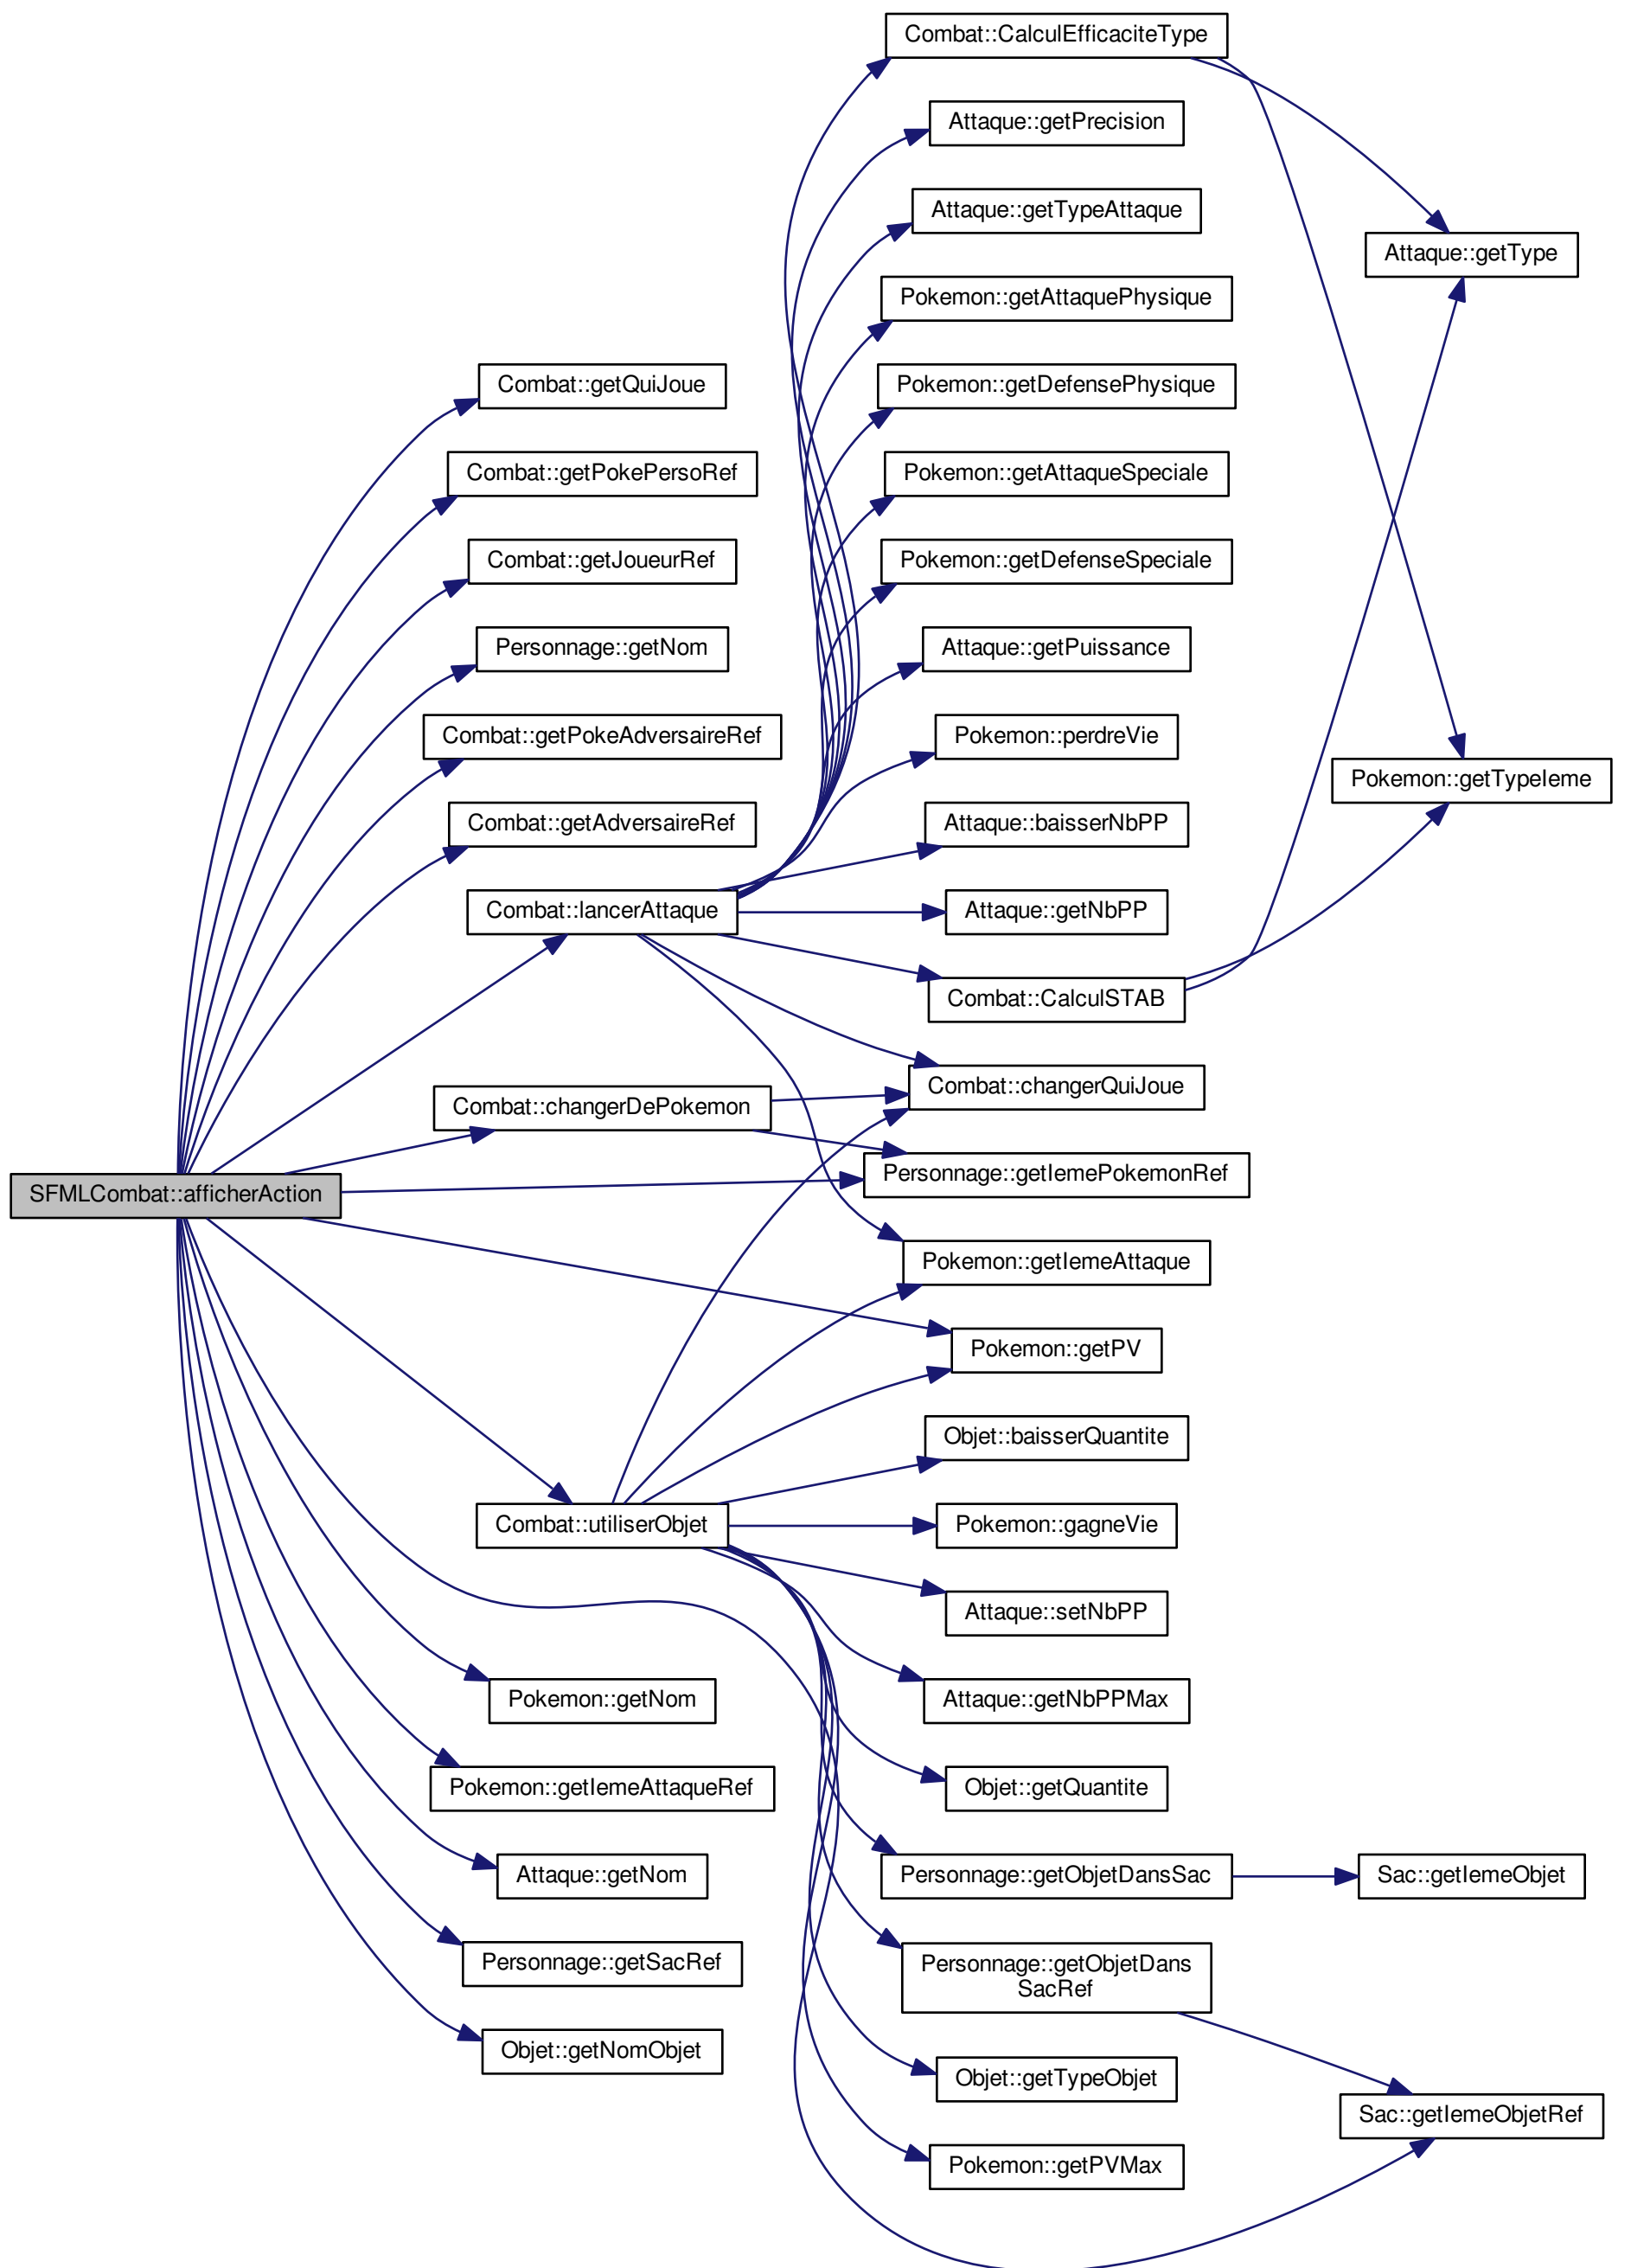 Combat::CalculEfficaciteType
Attaque::getPrecision
Attaque::getTypeAttaque
Attaque::getType
Pokemon::getAttaquePhysique
Combat::getQuiJoue
Pokemon::getDefensePhysique
Combat::getPokePersoRef
Pokemon::getAttaqueSpeciale
Combat::getJoueurRef
Pokemon::getDefenseSpeciale
Personnage::getNom
Attaque::getPuissance
Combat::getPokeAdversaireRef
Pokemon::perdreVie
Pokemon::getTypeIeme
Combat::getAdversaireRef
Attaque::baisserNbPP
Combat::lancerAttaque
Attaque::getNbPP
Combat::CalculSTAB
Combat::changerDePokemon
Combat::changerQuiJoue
SFMLCombat::afficherAction
Personnage::getIemePokemonRef
Pokemon::getIemeAttaque
Pokemon::getPV
Objet::baisserQuantite
Combat::utiliserObjet
Pokemon::gagneVie
Attaque::setNbPP
Pokemon::getNom
Attaque::getNbPPMax
Pokemon::getIemeAttaqueRef
Objet::getQuantite
Attaque::getNom
Personnage::getObjetDansSac
Sac::getIemeObjet
Personnage::getSacRef
Personnage::getObjetDans
SacRef
Objet::getNomObjet
Objet::getTypeObjet
Sac::getIemeObjetRef
Pokemon::getPVMax